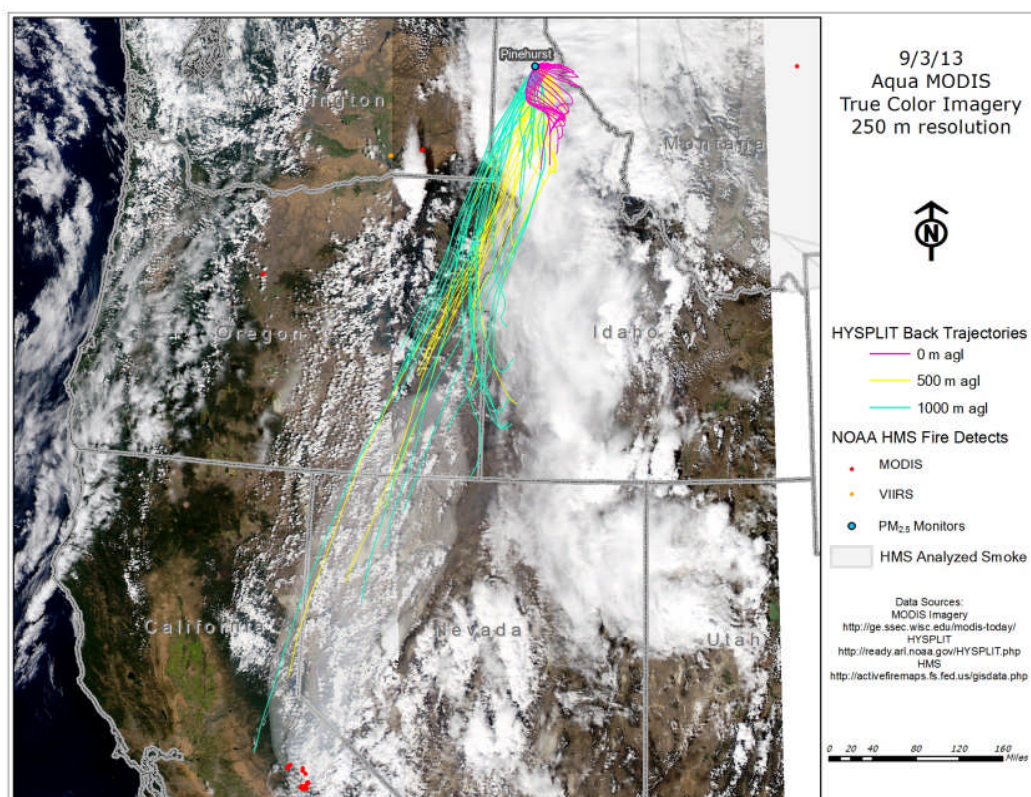 Pinehurst
Washington
Montana
Oregon
Idaho
California
Nevada
Utah
9/3/13
Aqua MODIS
True Color Imagery
250 m resolution
N
HYSPLIT Back Trajectories
0 m agl
500 m agl
1000 m agl
NOAA HMS Fire Detects
MODIS
VIIRS
PM2.5 Monitors
HMS Analyzed Smoke
Data Sources:
MODIS Imagery
http://ge.ssec.wisc.edu/modis-today/
HYSPLIT
http://ready.arl.noaa.gov/HYSPLIT.php
HMS
http://activefiremaps.fs.fed.us/gisdata.php
0 20 40 80 120 160
Miles